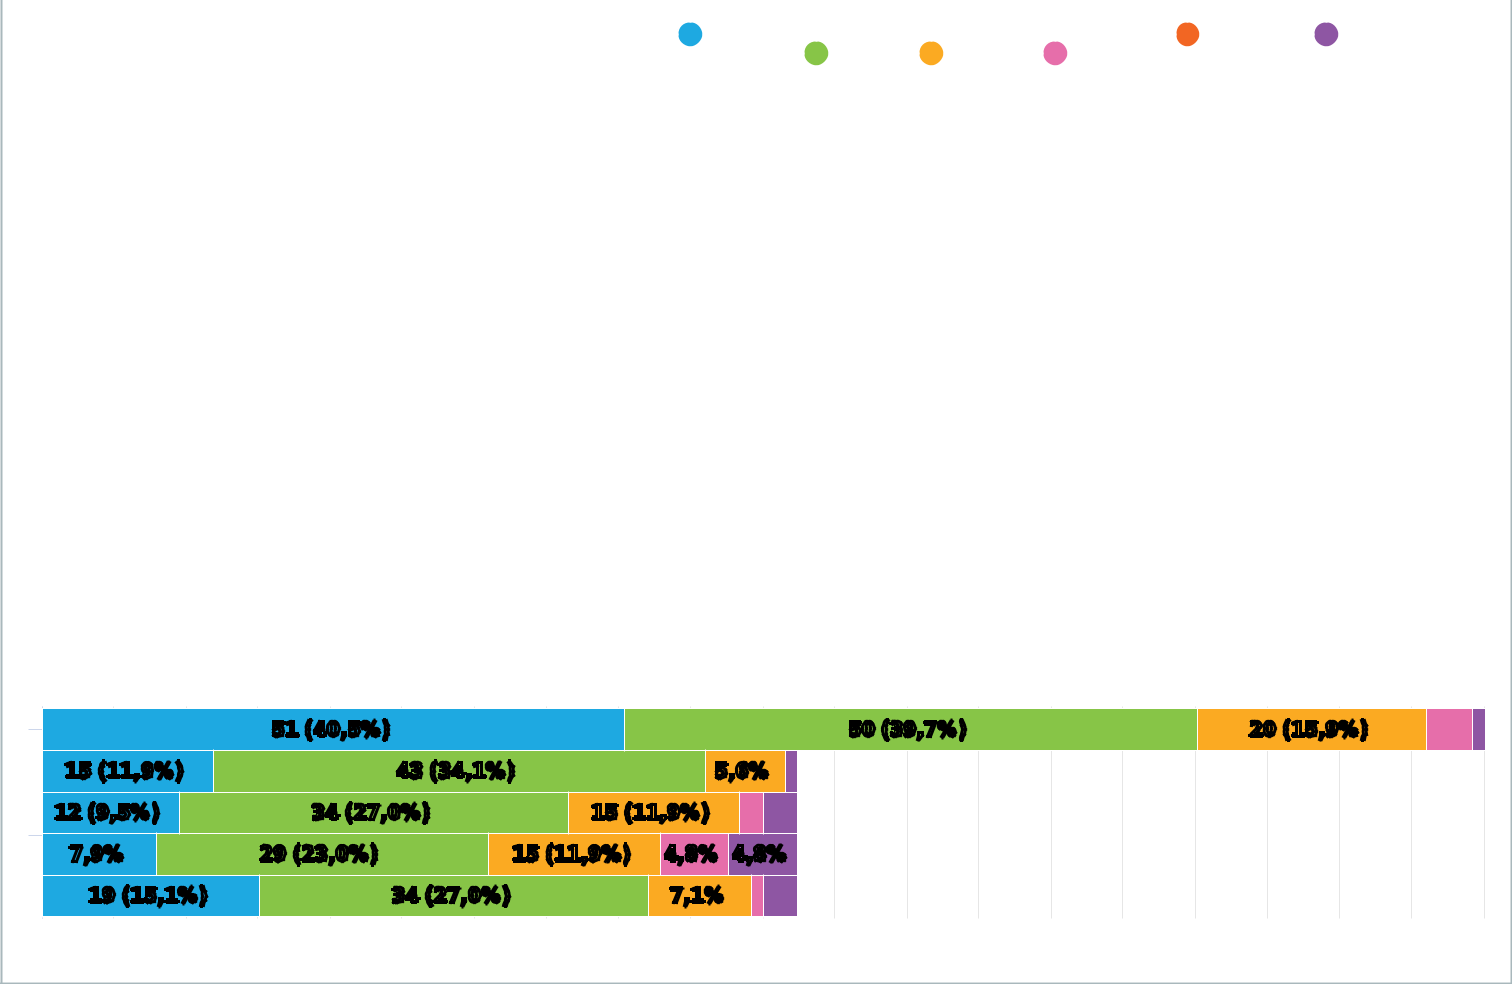 51 (40,5%) 50 (39,7%) 20 (15,9%)
15 (11,9%) 43 (34,1%) 5,6%
12 (9,5%) 34 (27,0%) 15 (11,9%)
7,9% 29 (23,0%) 15 (11,9%) 4,8% 4,8%
19 (15,1%) 34 (27,0%) 7,1%